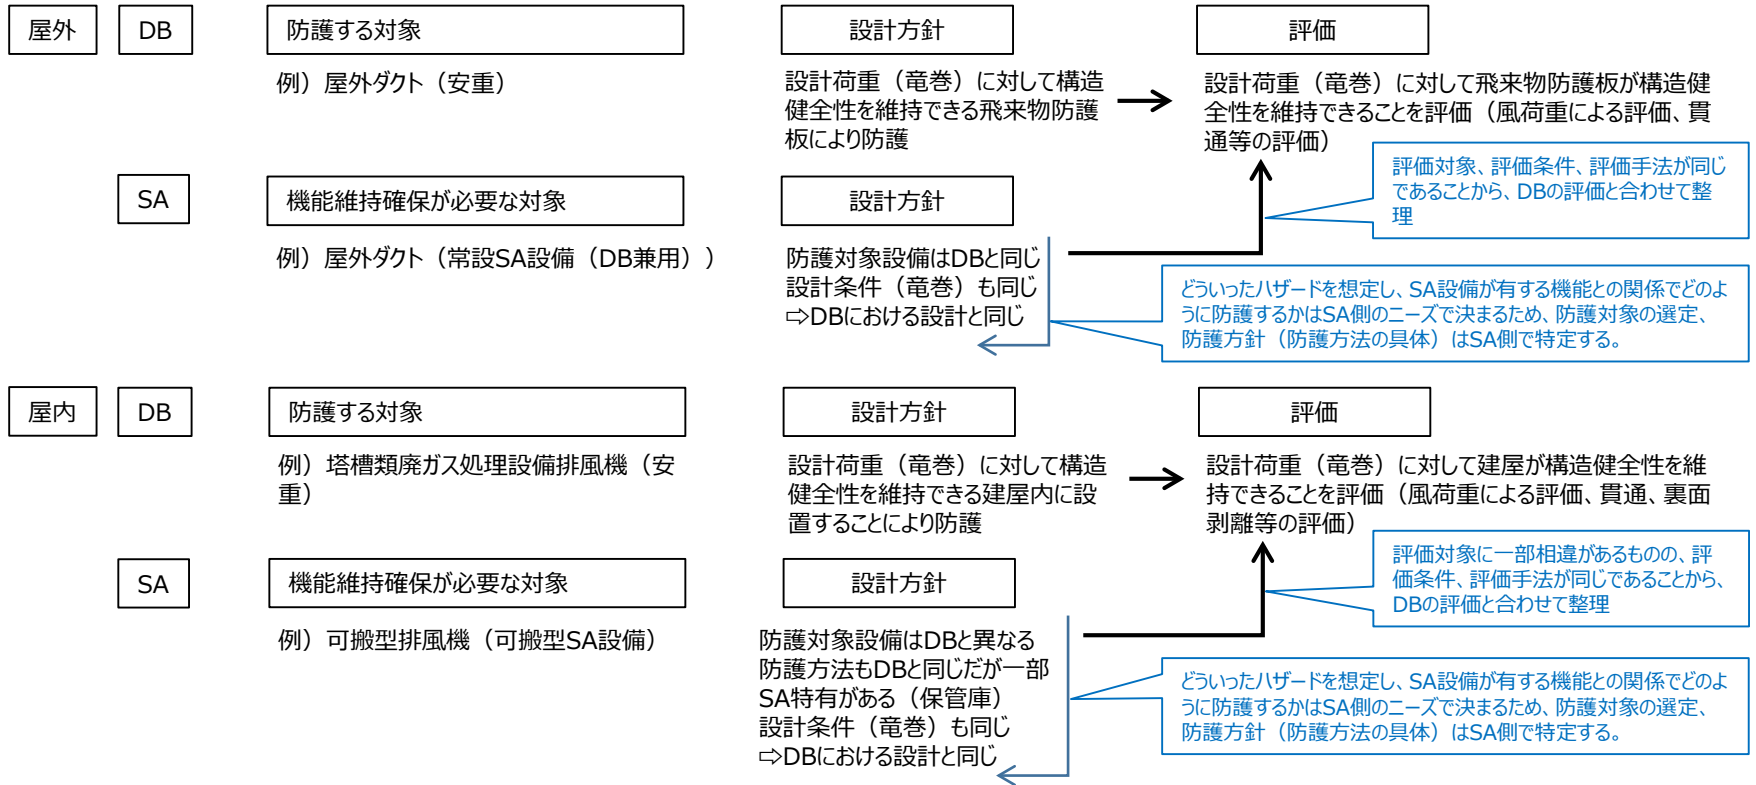 屋外
DB
防護する対象
設計方針
評価
例）屋外ダクト（安重）
設計荷重（竜巻）に対して構造
健全性を維持できる飛来物防護
板により防護
設計荷重（竜巻）に対して飛来物防護板が構造健
全性を維持できることを評価（風荷重による評価、貫
通等の評価）
評価対象、評価条件、評価手法が同じ
であることから、DBの評価と合わせて整
理
SA
機能維持確保が必要な対象
設計方針
例）屋外ダクト（常設SA設備（DB兼用））
防護対象設備はDBと同じ
設計条件（竜巻）も同じ
⇨DBにおける設計と同じ
どういったハザードを想定し、SA設備が有する機能との関係でどのよ
うに防護するかはSA側のニーズで決まるため、防護対象の選定、
防護方針（防護方法の具体）はSA側で特定する。
屋内
DB
防護する対象
設計方針
評価
例）塔槽類廃ガス処理設備排風機（安
重）
設計荷重（竜巻）に対して構造
健全性を維持できる建屋内に設
置することにより防護
設計荷重（竜巻）に対して建屋が構造健全性を維
持できることを評価（風荷重による評価、貫通、裏面
剥離等の評価）
評価対象に一部相違があるものの、評
価条件、評価手法が同じであることから、
DBの評価と合わせて整理
SA
機能維持確保が必要な対象
設計方針
例）可搬型排風機（可搬型SA設備）
防護対象設備はDBと異なる
防護方法もDBと同じだが一部
SA特有がある（保管庫）
設計条件（竜巻）も同じ
⇨DBにおける設計と同じ
どういったハザードを想定し、SA設備が有する機能との関係でどのよ
うに防護するかはSA側のニーズで決まるため、防護対象の選定、
防護方針（防護方法の具体）はSA側で特定する。